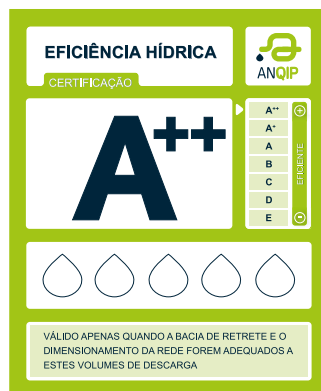 EFICIÊNCIA HÍDRICA
CERTIFICAÇÃO
ANQIP
A++
A++
A+
A
B
C
D
E
+
EFICIENTE
-
VÁLIDO APENAS QUANDO A BACIA DE RETRETE E O
DIMENSIONAMENTO DA REDE FOREM ADEQUADOS A
ESTES VOLUMES DE DESCARGA